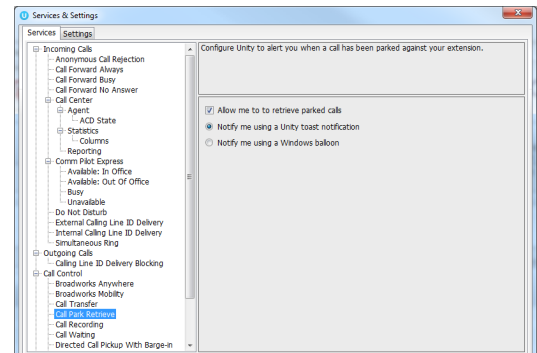 Services & Settings
Services Settings
Incoming Calls
Anonymous Call Rejection
Call Forward Always
Call Forward Busy
Call Forward No Answer
Call Center
Agent
ACD State
Statistics
Columns
Reporting
Comm Pilot Express
Available: In Office
Available: Out Of Office
Busy
Unavailable
Do Not Disturb
External Calling Line ID Delivery
Internal Calling Line ID Delivery
Simultaneous Ring
Outgoing Calls
Calling Line ID Delivery Blocking
Call Control
Broadworks Anywhere
Broadworks Mobility
Call Transfer
Call Park Retrieve
Call Recording
Call Waiting
Directed Call Pickup With Barge-in
Configure Unity to alert you when a call has been parked against your extension.
Allow me to to retrieve parked calls
Notify me using a Unity toast notification
Notify me using a Windows balloon